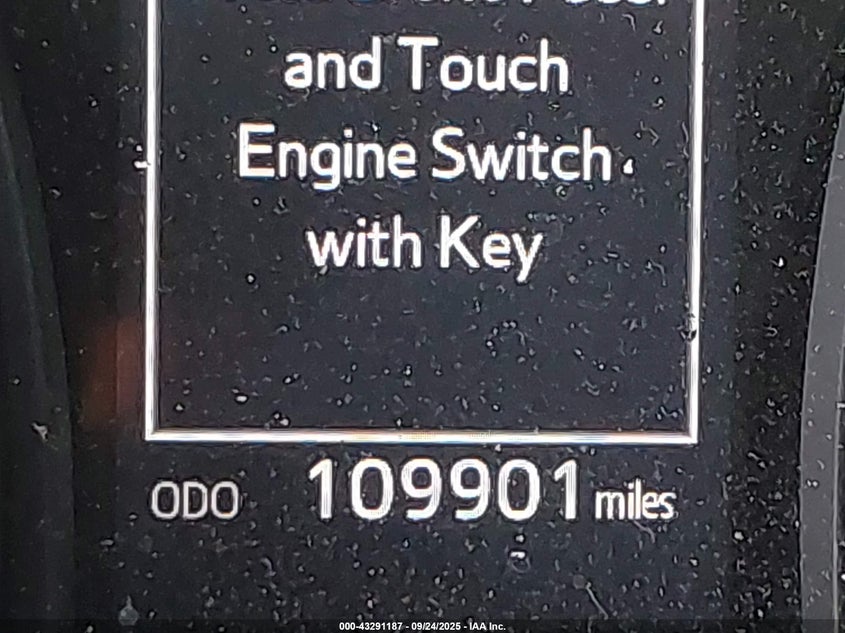 and Touch
Engine Switch
with Key
ODO 109901 miles
000-43291187 - 09/24/2025 - IAA Inc.